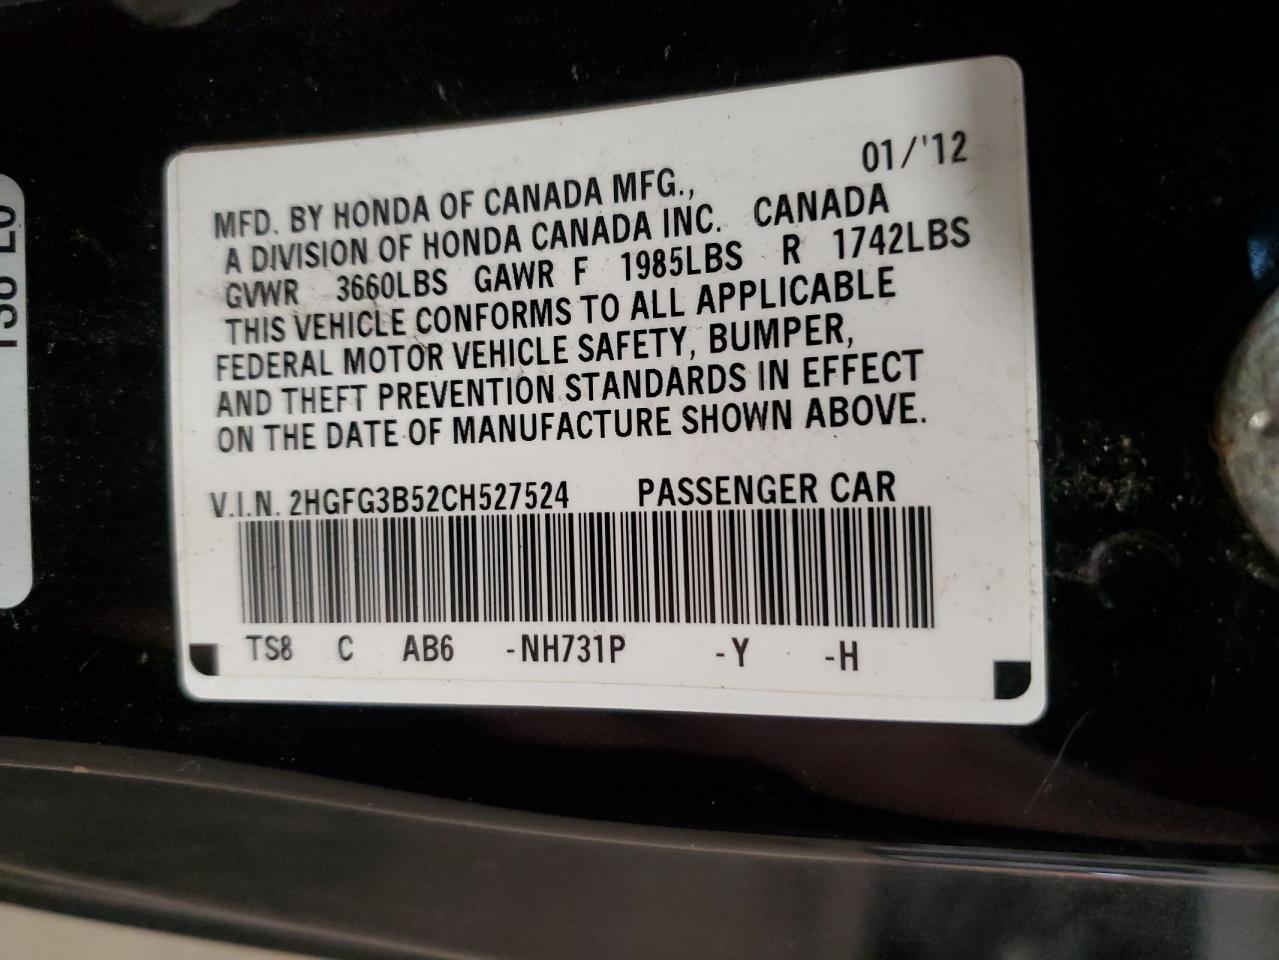 01/'12
MFD. BY HONDA OF CANADA MFG.,
A DIVISION OF HONDA CANADA INC. CANADA
GVWR 3660LBS GAWR F 1985LBS R 1742LBS
THIS VEHICLE CONFORMS TO ALL APPLICABLE
FEDERAL MOTOR VEHICLE SAFETY, BUMPER,
AND THEFT PREVENTION STANDARDS IN EFFECT
ON THE DATE OF MANUFACTURE SHOWN ABOVE.
V.I.N. 2HGFG3B52CH527524 PASSENGER CAR
TS8 C AB6 -NH731P -Y -H